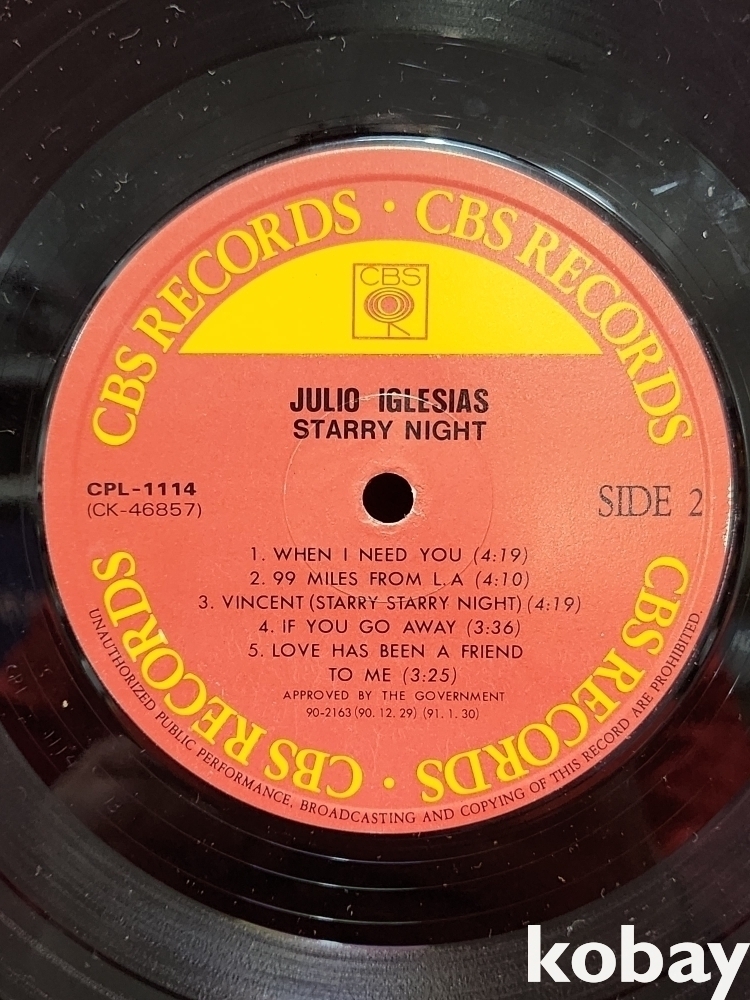 CBS RECORDS · CBS RECORDS
CBS
JULIO IGLESIAS
STARRY NIGHT
CPL-1114
(CK-46857)
SIDE 2
1. WHEN I NEED YOU (4:19)
2. 99 MILES FROM L.A (4:10)
3. VINCENT (STARRY STARRY NIGHT) (4:19)
4. IF YOU GO AWAY (3:36)
5. LOVE HAS BEEN A FRIEND
TO ME (3:25)
APPROVED BY THE GOVERNMENT
90-2163 (90. 12. 29) (91. 1. 30)
CBS RECORDS · CBS RECORDS
UNAUTHORIZED PUBLIC PERFORMANCE, BROADCASTING AND COPYING OF THIS RECORD ARE PROHIBITED.
kobay